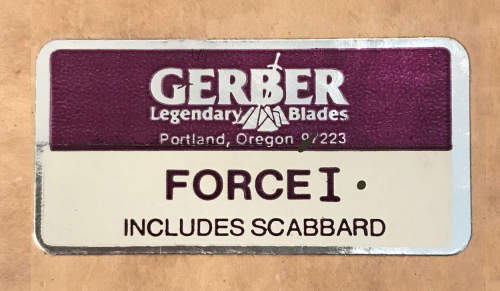 GERBER
Legendary Blades
Portland, Oregon 97223
FORCE I
INCLUDES SCABBARD